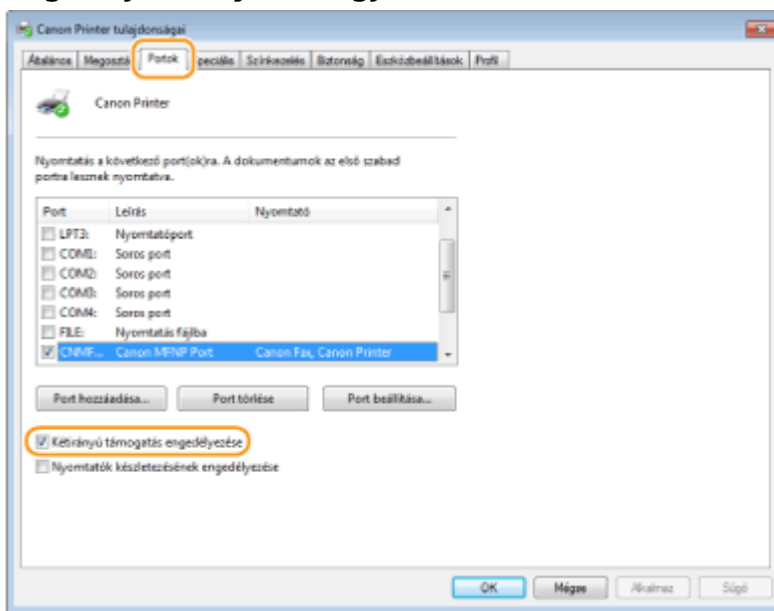 Canon Printer tulajdonságai
Általános Megosztá Portok peciális Színkezelés Biztonság Eszközbeállítások Profil
Canon Printer
Nyomtatás a következő port(ok)ra. A dokumentumok az első szabad
portra lesznek nyomtatva.
Port Leírás Nyomtató
LPT3: Nyomtatóport
COM1: Soros port
COM2: Soros port
COM3: Soros port
COM4: Soros port
FILE: Nyomtatás fájlba
CNMF... Canon MFNP Port Canon Fax, Canon Printer
Port hozzáadása... Port törlése Port beállítása...
Kétirányú támogatás engedélyezése
Nyomtatók készletezésének engedélyezése
OK Mégse Alkalmaz Súgó